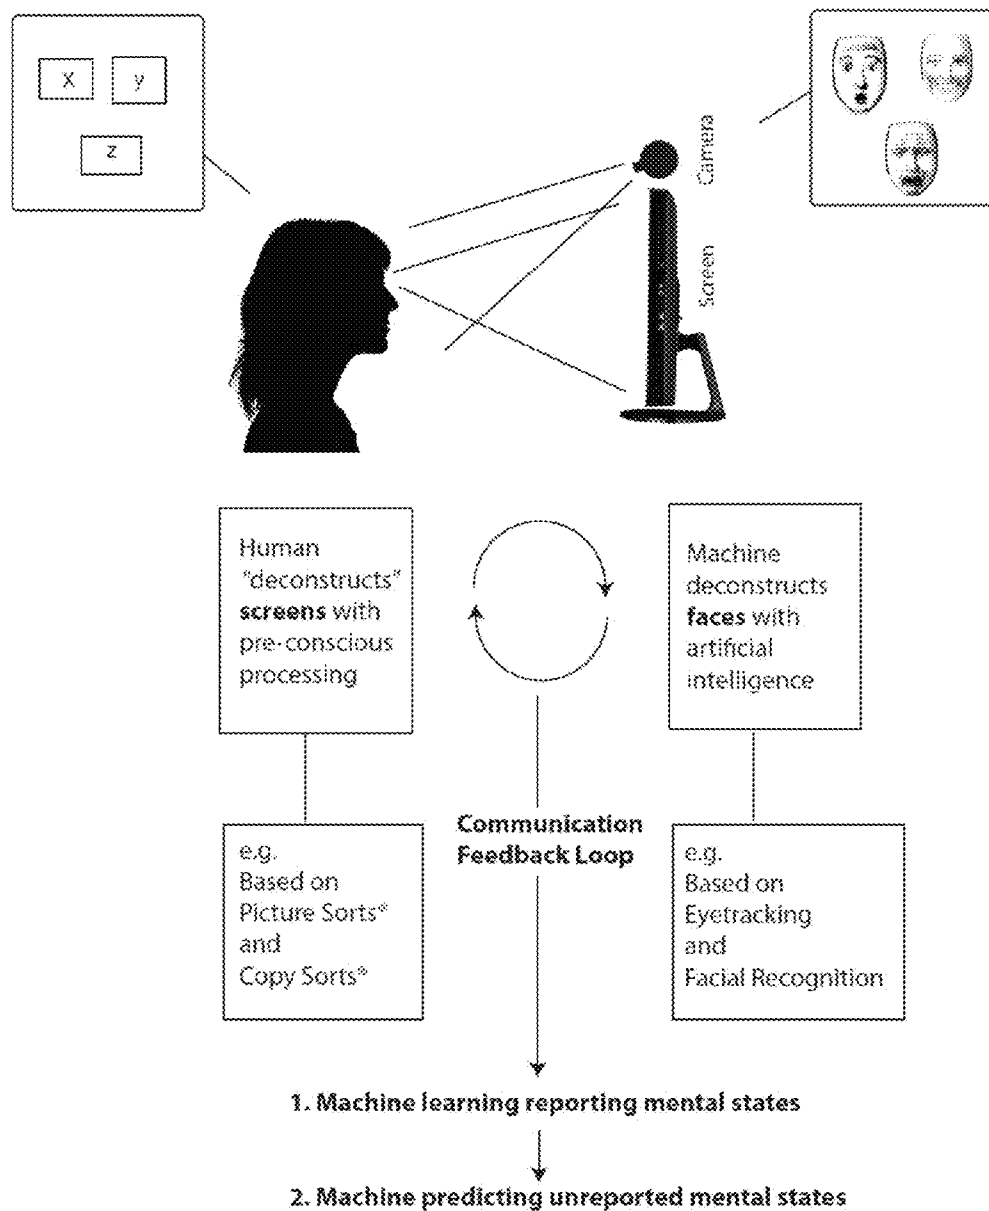 x
y
z
Camera
Screen
Human
"deconstructs"
screens with
pre-conscious
processing
Machine
deconstructs
faces with
artificial
intelligence
Communication
Feedback Loop
e.g.
Based on
Picture Sorts®
and
Copy Sorts®
e.g.
Based on
Eyetracking
and
Facial Recognition
1. Machine learning reporting mental states
2. Machine predicting unreported mental states